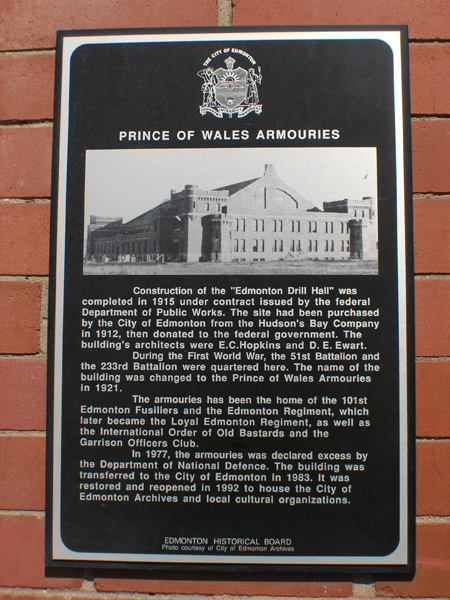 THE CITY OF EDMONTON
PRINCE OF WALES ARMOURIES
Construction of the "Edmonton Drill Hall" was
completed in 1915 under contract issued by the federal
Department of Public Works. The site had been purchased
by the City of Edmonton from the Hudson's Bay Company
in 1912, then donated to the federal government. The
building's architects were E.C.Hopkins and D. E. Ewart.
During the First World War, the 51st Battalion and
the 233rd Battalion were quartered here. The name of the
building was changed to the Prince of Wales Armouries
in 1921.
The armouries has been the home of the 101st
Edmonton Fusiliers and the Edmonton Regiment, which
later became the Loyal Edmonton Regiment, as well as
the International Order of Old Bastards and the
Garrison Officers Club.
In 1977, the armouries was declared excess by
the Department of National Defence. The building was
transferred to the City of Edmonton in 1983. It was
restored and reopened in 1992 to house the City of
Edmonton Archives and local cultural organizations.
EDMONTON HISTORICAL BOARD
Photo courtesy of City of Edmonton Archives